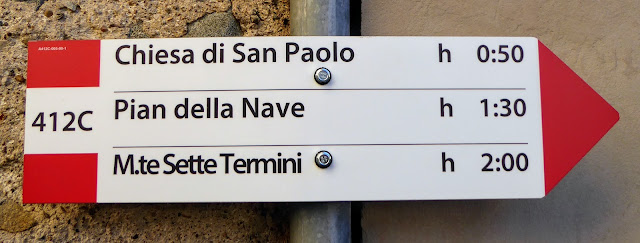 Chiesa di San Paolo h 0:50
412C
Pian della Nave h 1:30
M.te Sette Termini h 2:00